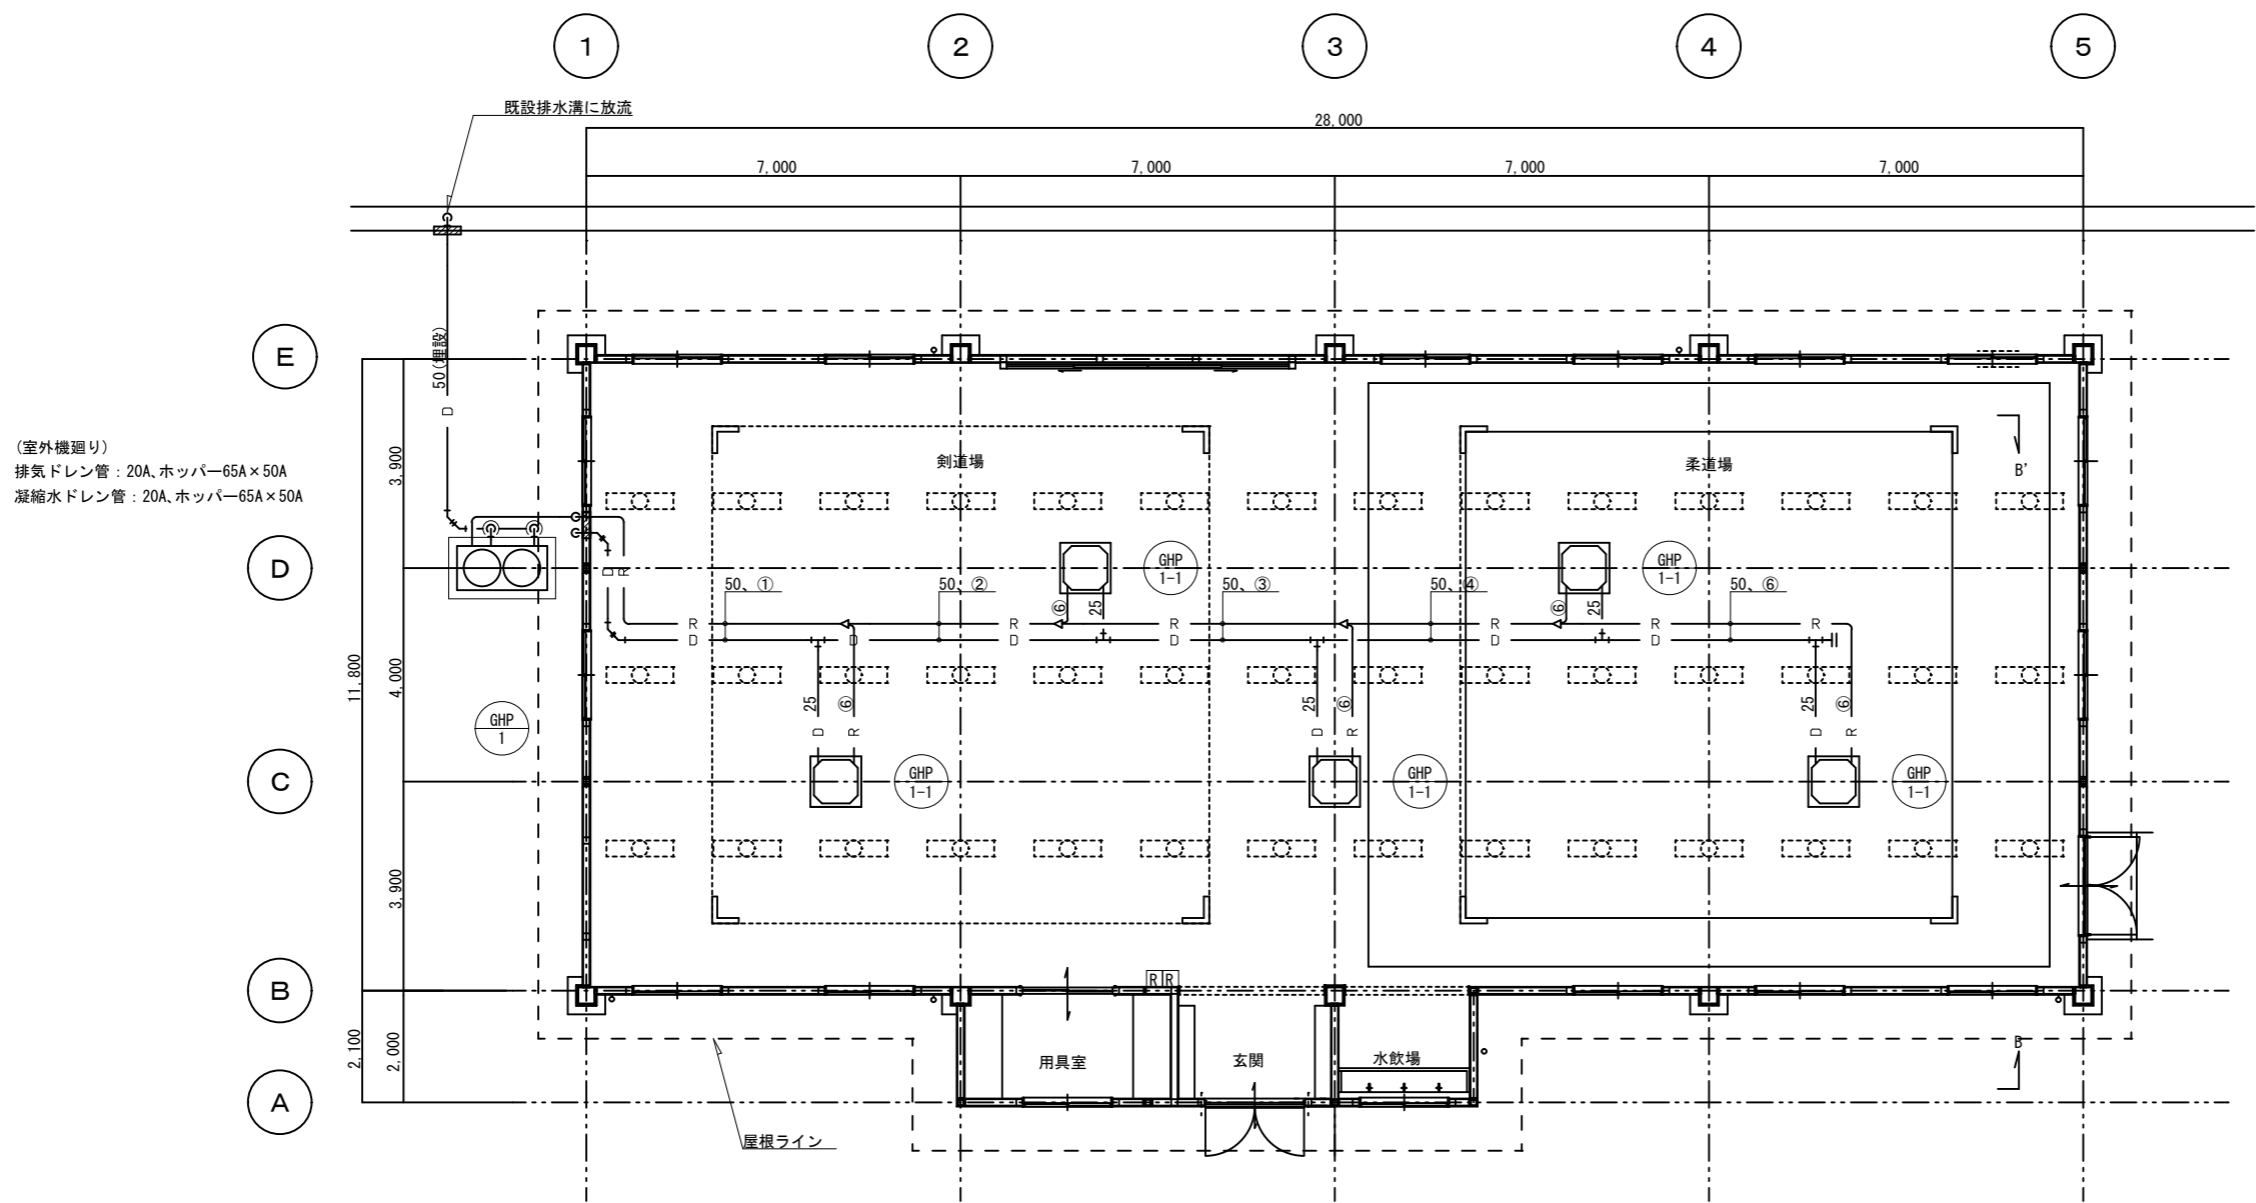 1
2
3
4
5
既設排水溝に放流
28,000
7,000
7,000
7,000
7,000
E
D
C
B
A
50(埋設)
D
(室外機廻り)
排気ドレン管：20A、ホッパー65A×50A
凝縮水ドレン管：20A、ホッパー65A×50A
3,900
4,000
3,900
11,800
2,100
2,000
剣道場
柔道場
B'
GHP
1-1
GHP
1-1
D
R
50、①
50、②
50、③
50、④
50、⑥
⑥
25
⑥
25
R
R
R
R
R
R
D
D
D
D
D
D
25
⑥
25
⑥
25
⑥
D
R
D
R
D
R
GHP
1
GHP
1-1
GHP
1-1
GHP
1-1
R
R
用具室
玄関
水飲場
B
屋根ライン